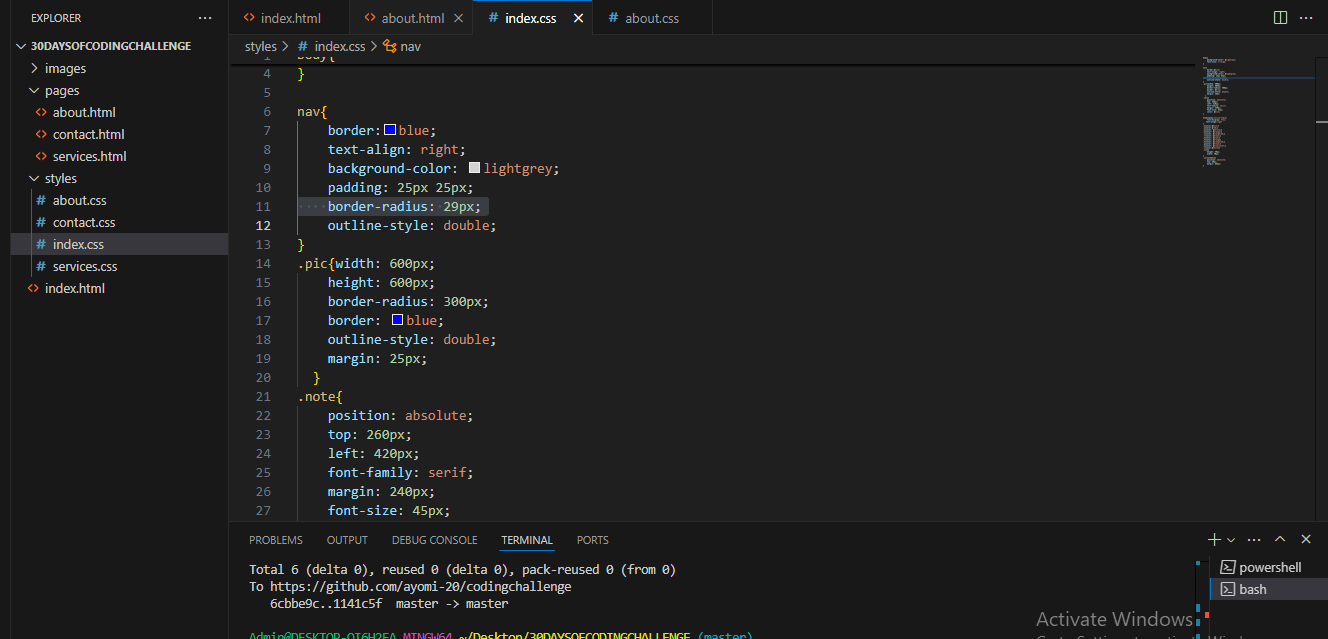 EXPLORER ...
index.html about.html index.css about.css
30DAYSOFCODINGCHALLENGE
styles > index.css > nav
images
pages
about.html
contact.html
services.html
styles
about.css
contact.css
index.css
services.css
index.html
body{
4 }
5
6 nav{
7 border: blue;
8 text-align: right;
9 background-color: lightgrey;
10 padding: 25px 25px;
11 border-radius: 29px;
12 outline-style: double;
13 }
14 .pic{width: 600px;
15 height: 600px;
16 border-radius: 300px;
17 border: blue;
18 outline-style: double;
19 margin: 25px;
20 }
21 .note{
22 position: absolute;
23 top: 260px;
24 left: 420px;
25 font-family: serif;
26 margin: 240px;
27 font-size: 45px;
PROBLEMS OUTPUT DEBUG CONSOLE TERMINAL PORTS
Total 6 (delta 0), reused 0 (delta 0), pack-reused 0 (from 0)
To https://github.com/ayomi-20/codingchallenge
6cbbe9c..1141c5f master -> master
MINGW64 ~/Desktop/30DAYSOFCODINGCHALLENGE (master)
powershell
bash
Activate Windows